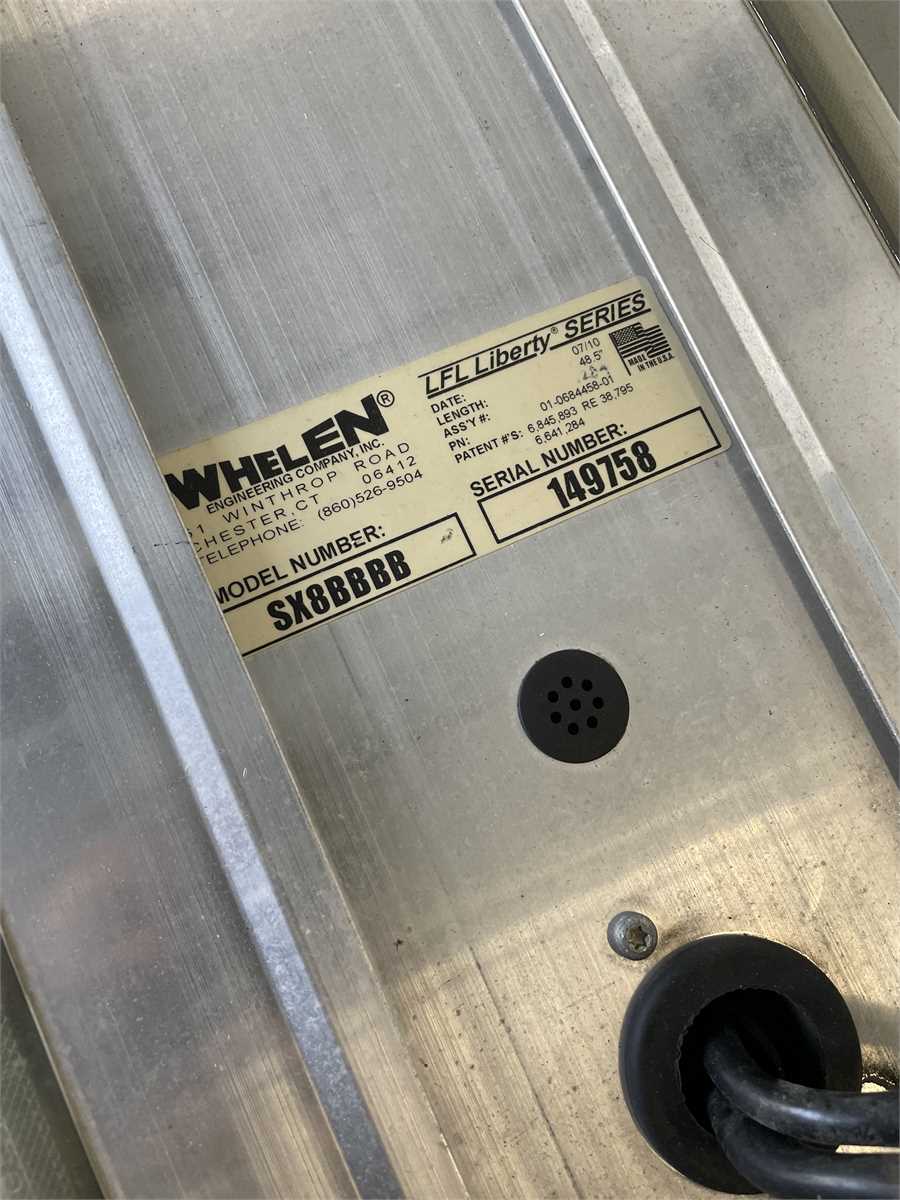 WHELEN®
ENGINEERING COMPANY, INC.
51 WINTHROP ROAD
CHESTER, CT 06412
TELEPHONE: (860)526-9504
MODEL NUMBER:
SX8BBBB
LFL Liberty® SERIES
DATE: 07/10
LENGTH: 48.5"
ASSY #:
PN: 01-0684458-01
PATENT #'S: 6,845,893 RE 38,795
6,641,284
MADE
IN THE U.S.A.
SERIAL NUMBER:
149758